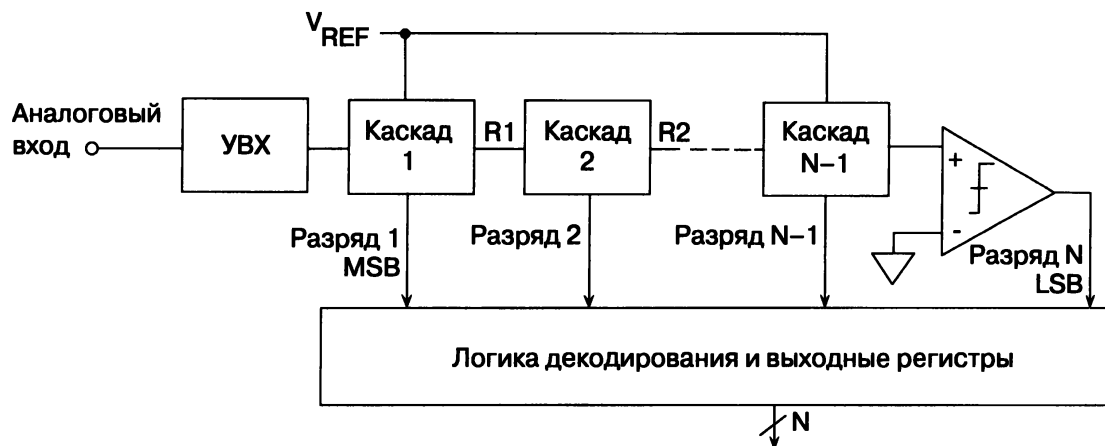 V
REF
Аналоговый
вход
УВХ
Каскад
1
R1
Каскад
2
R2
Каскад
N–1
+
-
Разряд 1
MSB
Разряд 2
Разряд N–1
Разряд N
LSB
Логика декодирования и выходные регистры
N